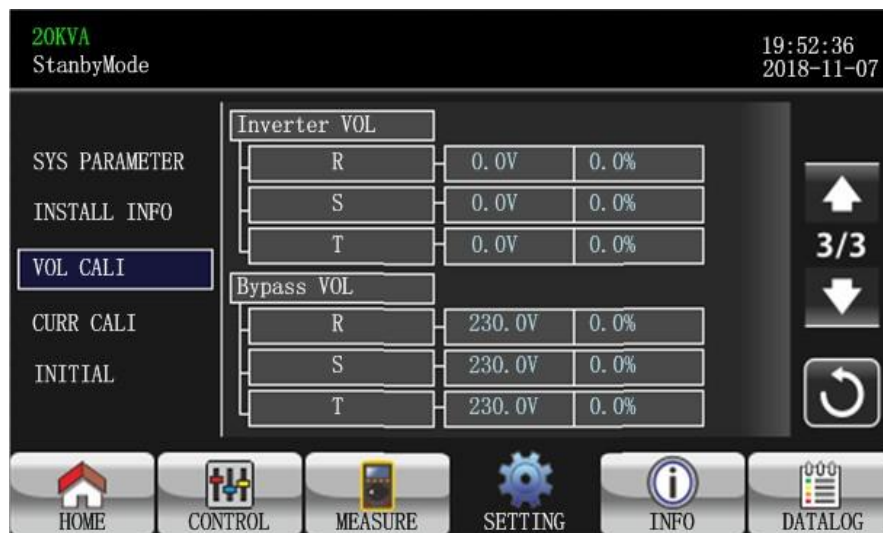 20KVA
StanbyMode
19:52:36
2018-11-07
SYS PARAMETER
INSTALL INFO
VOL CALI
CURR CALI
INITIAL
Inverter VOL
R 0.0V 0.0%
S 0.0V 0.0%
T 0.0V 0.0%
Bypass VOL
R 230.0V 0.0%
S 230.0V 0.0%
T 230.0V 0.0%
3/3
HOME CONTROL MEASURE SETTING INFO DATALOG